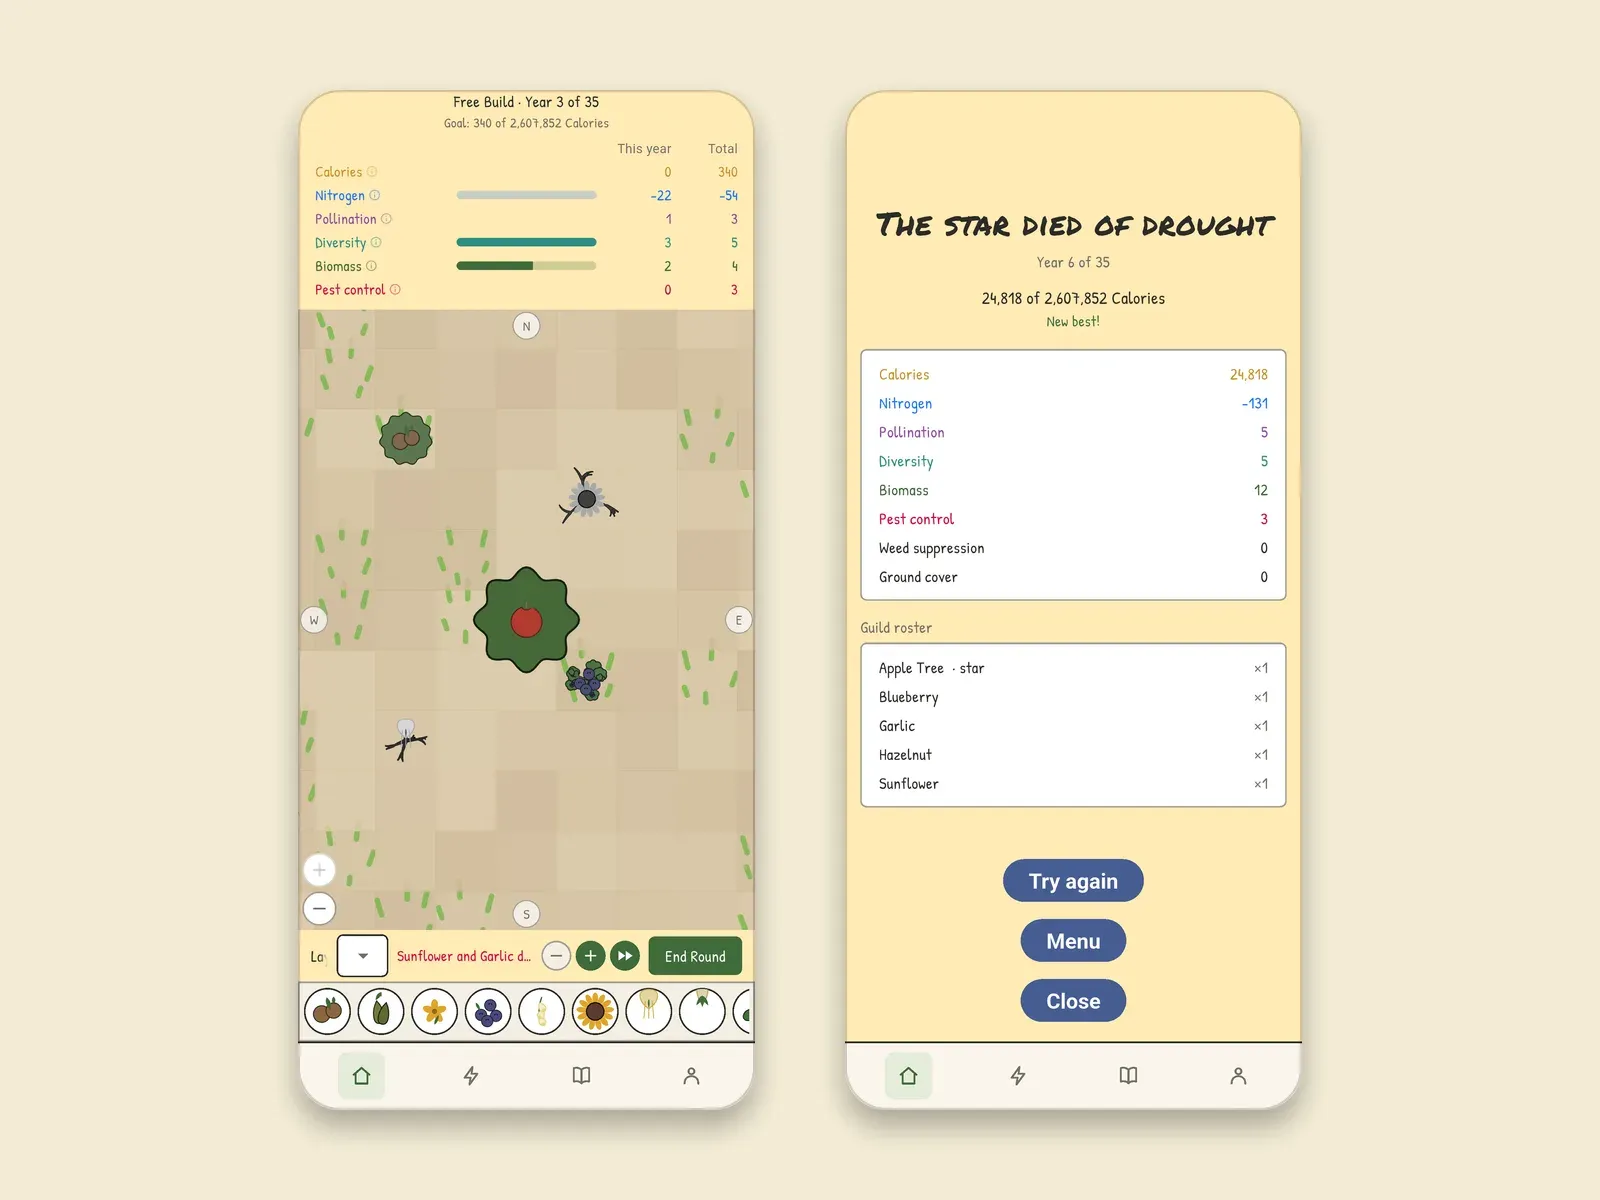 Free Build · Year 3 of 35
Goal: 340 of 2,607,852 Calories
This year Total
Calories 0 340
Nitrogen -22 -54
Pollination 1 3
Diversity 3 5
Biomass 2 4
Pest control 0 3
N
W
E
S
La
Sunflower and Garlic d...
End Round
The star died of drought
Year 6 of 35
24,818 of 2,607,852 Calories
New best!
Calories 24,818
Nitrogen -131
Pollination 5
Diversity 5
Biomass 12
Pest control 3
Weed suppression 0
Ground cover 0
Guild roster
Apple Tree · star ×1
Blueberry ×1
Garlic ×1
Hazelnut ×1
Sunflower ×1
Try again
Menu
Close